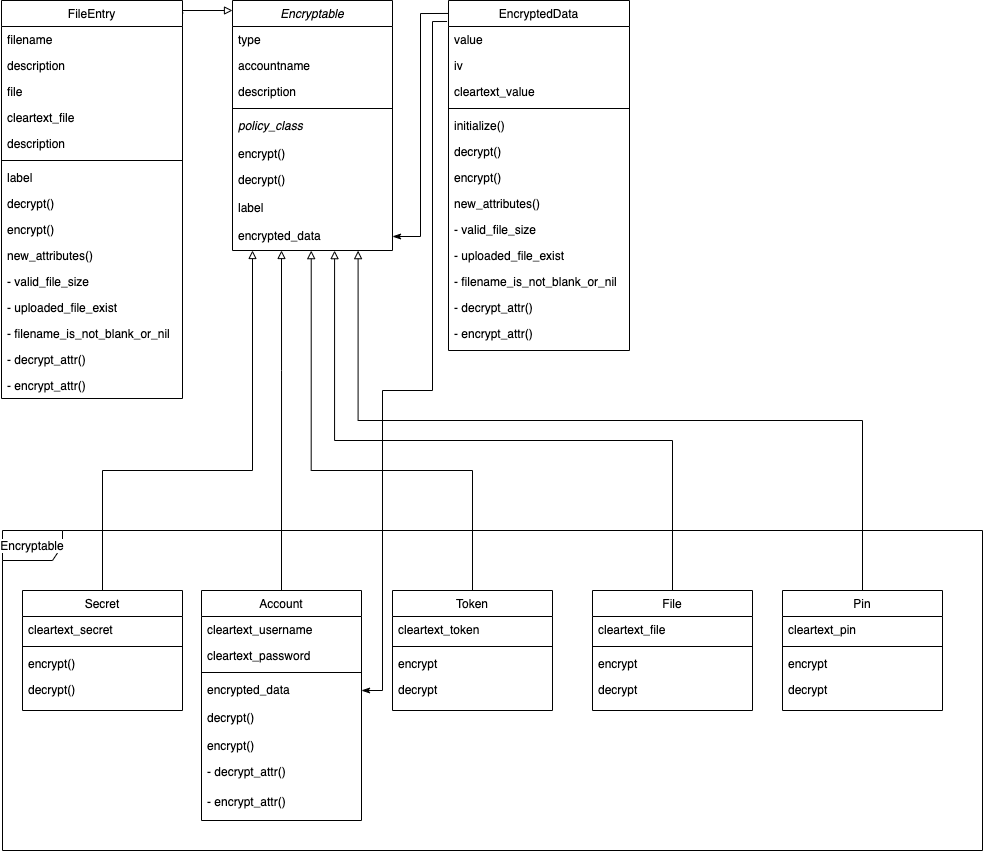 FileEntry
filename
description
file
cleartext_file
description
label
decrypt()
encrypt()
new_attributes()
- valid_file_size
- uploaded_file_exist
- filename_is_not_blank_or_nil
- decrypt_attr()
- encrypt_attr()
Encryptable
type
accountname
description
policy_class
encrypt()
decrypt()
label
encrypted_data
EncryptedData
value
iv
cleartext_value
initialize()
decrypt()
encrypt()
new_attributes()
- valid_file_size
- uploaded_file_exist
- filename_is_not_blank_or_nil
- decrypt_attr()
- encrypt_attr()
Encryptable
Secret
cleartext_secret
encrypt()
decrypt()
Account
cleartext_username
cleartext_password
encrypted_data
decrypt()
encrypt()
- decrypt_attr()
- encrypt_attr()
Token
cleartext_token
encrypt
decrypt
File
cleartext_file
encrypt
decrypt
Pin
cleartext_pin
encrypt
decrypt